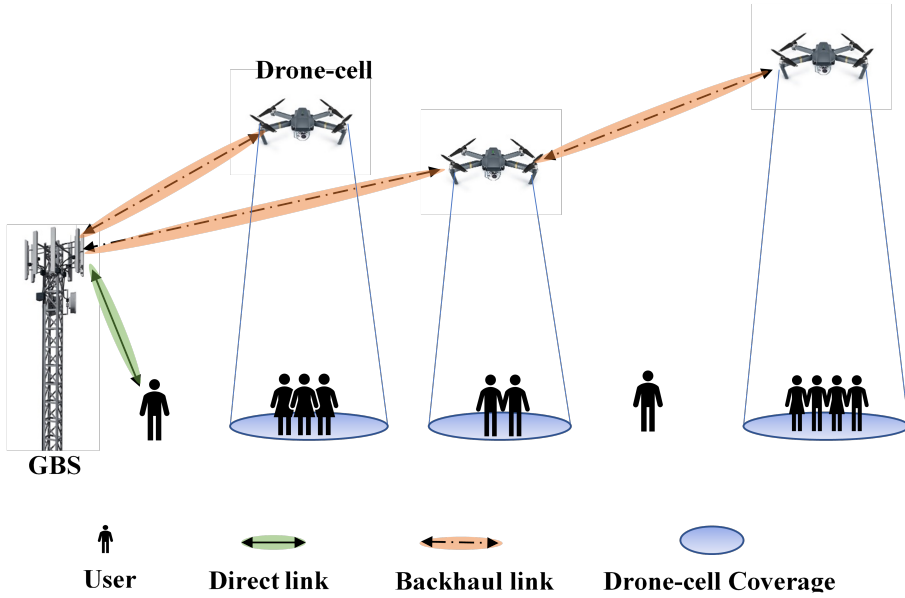 Drone-cell
GBS
User
Direct link
Backhaul link
Drone-cell Coverage